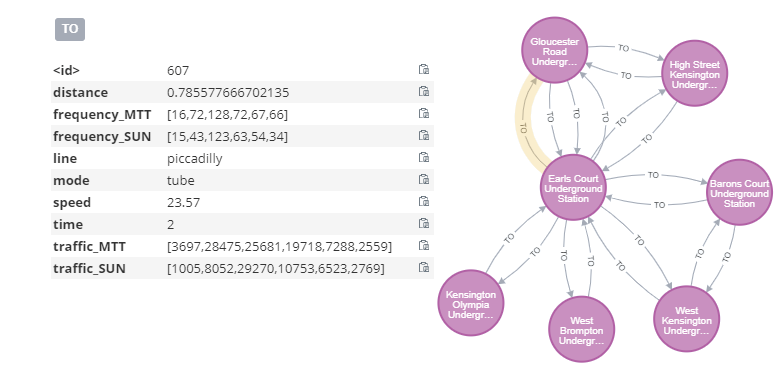 TO
<id> 607
distance 0.785577666702135
frequency_MTT [16,72,128,72,67,66]
frequency_SUN [15,43,123,63,54,34]
line piccadilly
mode tube
speed 23.57
time 2
traffic_MTT [3697,28475,25681,19718,7288,2559]
traffic_SUN [1005,8052,29270,10753,6523,2769]
Gloucester
Road
Undergr...
TO
TO
High Street
Kensington
Undergr...
TO
TO
TO
TO
TO
TO
Earls Court
Underground
Station
TO
TO
Barons Court
Underground
Station
TO
TO
TO
TO
TO
TO
TO
TO
Kensington
Olympia
Undergr...
West
Brompton
Undergr...
West
Kensington
Undergr...